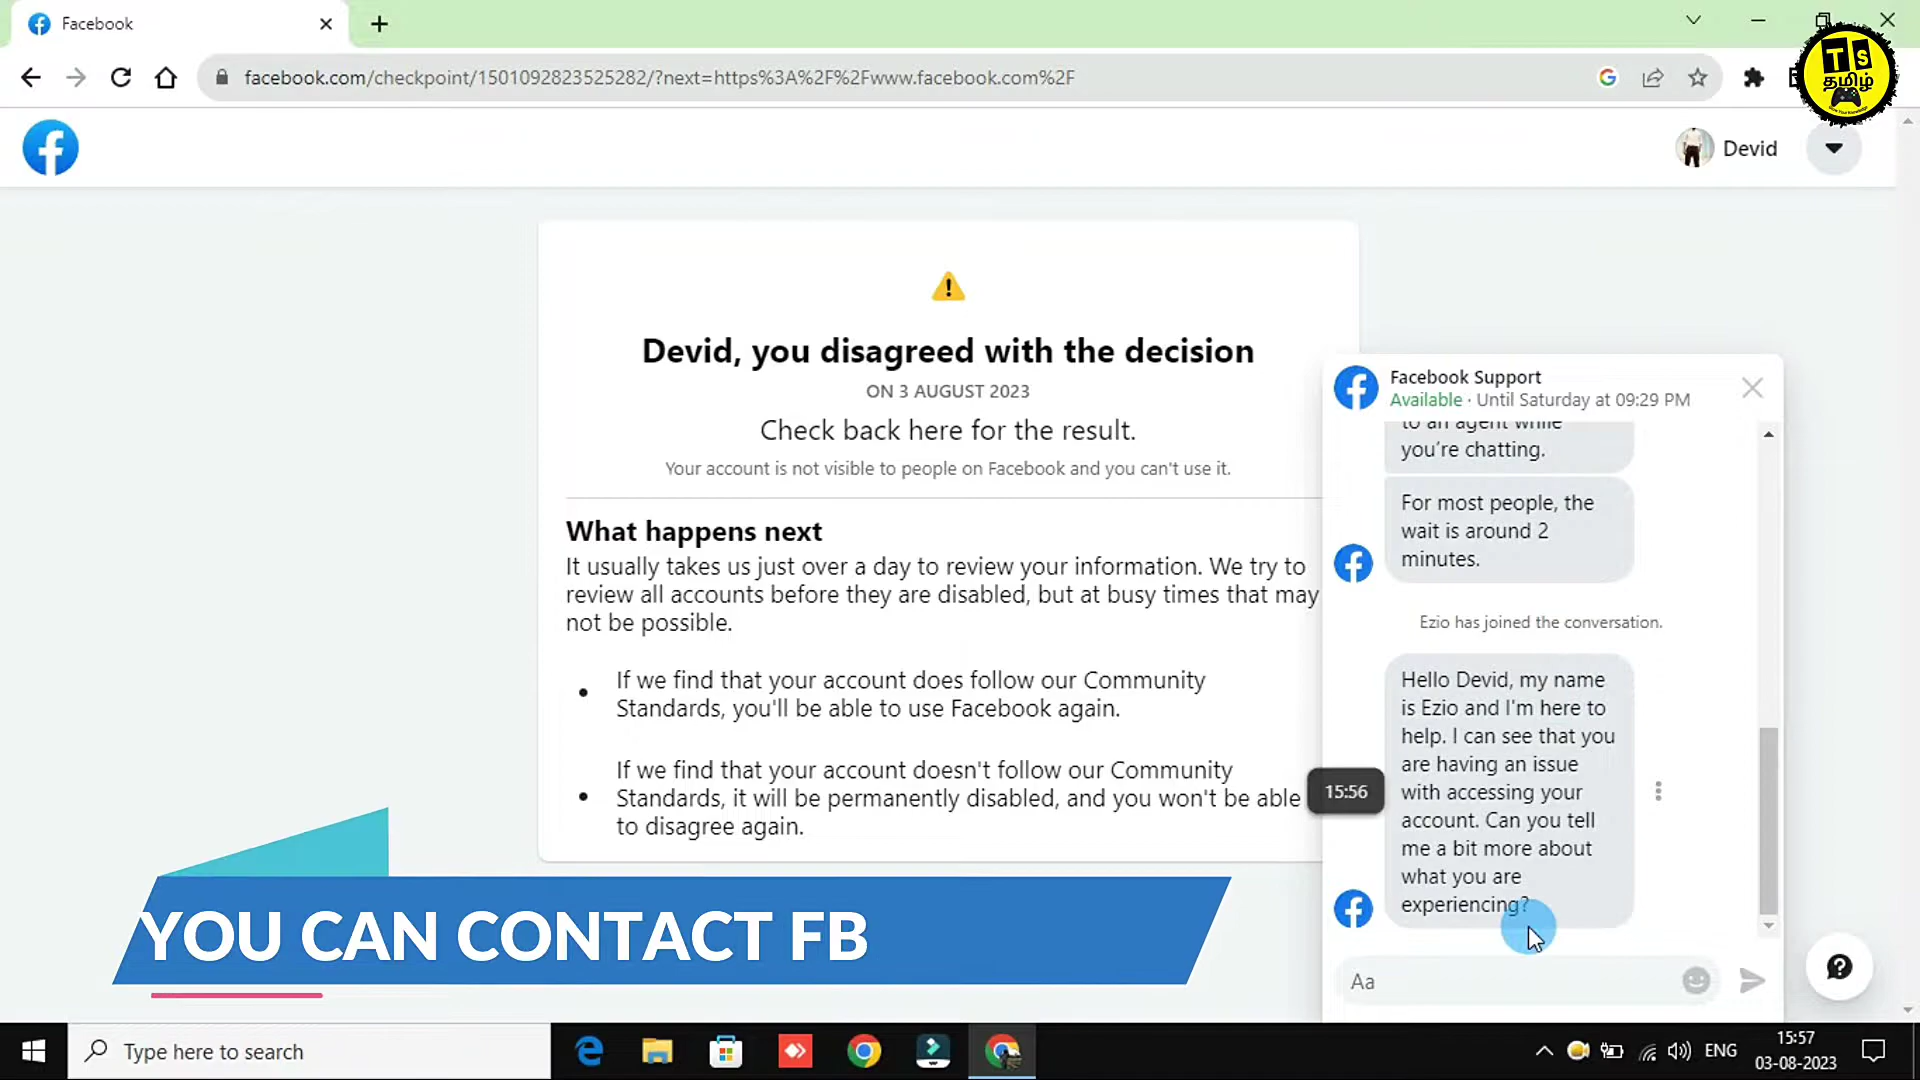 Facebook
facebook.com/checkpoint/1501092823525282/?next=https%3A%2F%2Fwww.facebook.com%2F
TS
தமிழ்
Devid
Devid, you disagreed with the decision
ON 3 AUGUST 2023
Check back here for the result.
Your account is not visible to people on Facebook and you can't use it.
What happens next
It usually takes us just over a day to review your information. We try to
review all accounts before they are disabled, but at busy times that may
not be possible.
If we find that your account does follow our Community
Standards, you'll be able to use Facebook again.
If we find that your account doesn't follow our Community
Standards, it will be permanently disabled, and you won't be able
to disagree again.
Facebook Support
Available · Until Saturday at 09:29 PM
to an agent while
you're chatting.
For most people, the
wait is around 2
minutes.
Ezio has joined the conversation.
Hello Devid, my name
is Ezio and I'm here to
help. I can see that you
are having an issue
with accessing your
account. Can you tell
me a bit more about
what you are
experiencing?
15:56
Aa
YOU CAN CONTACT FB
Type here to search
ENG
15:57
03-08-2023